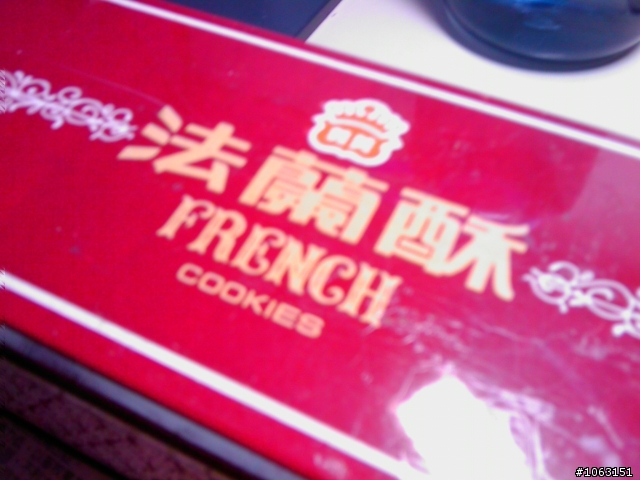 法蘭酥
FRENCH
COOKIES
#1063151